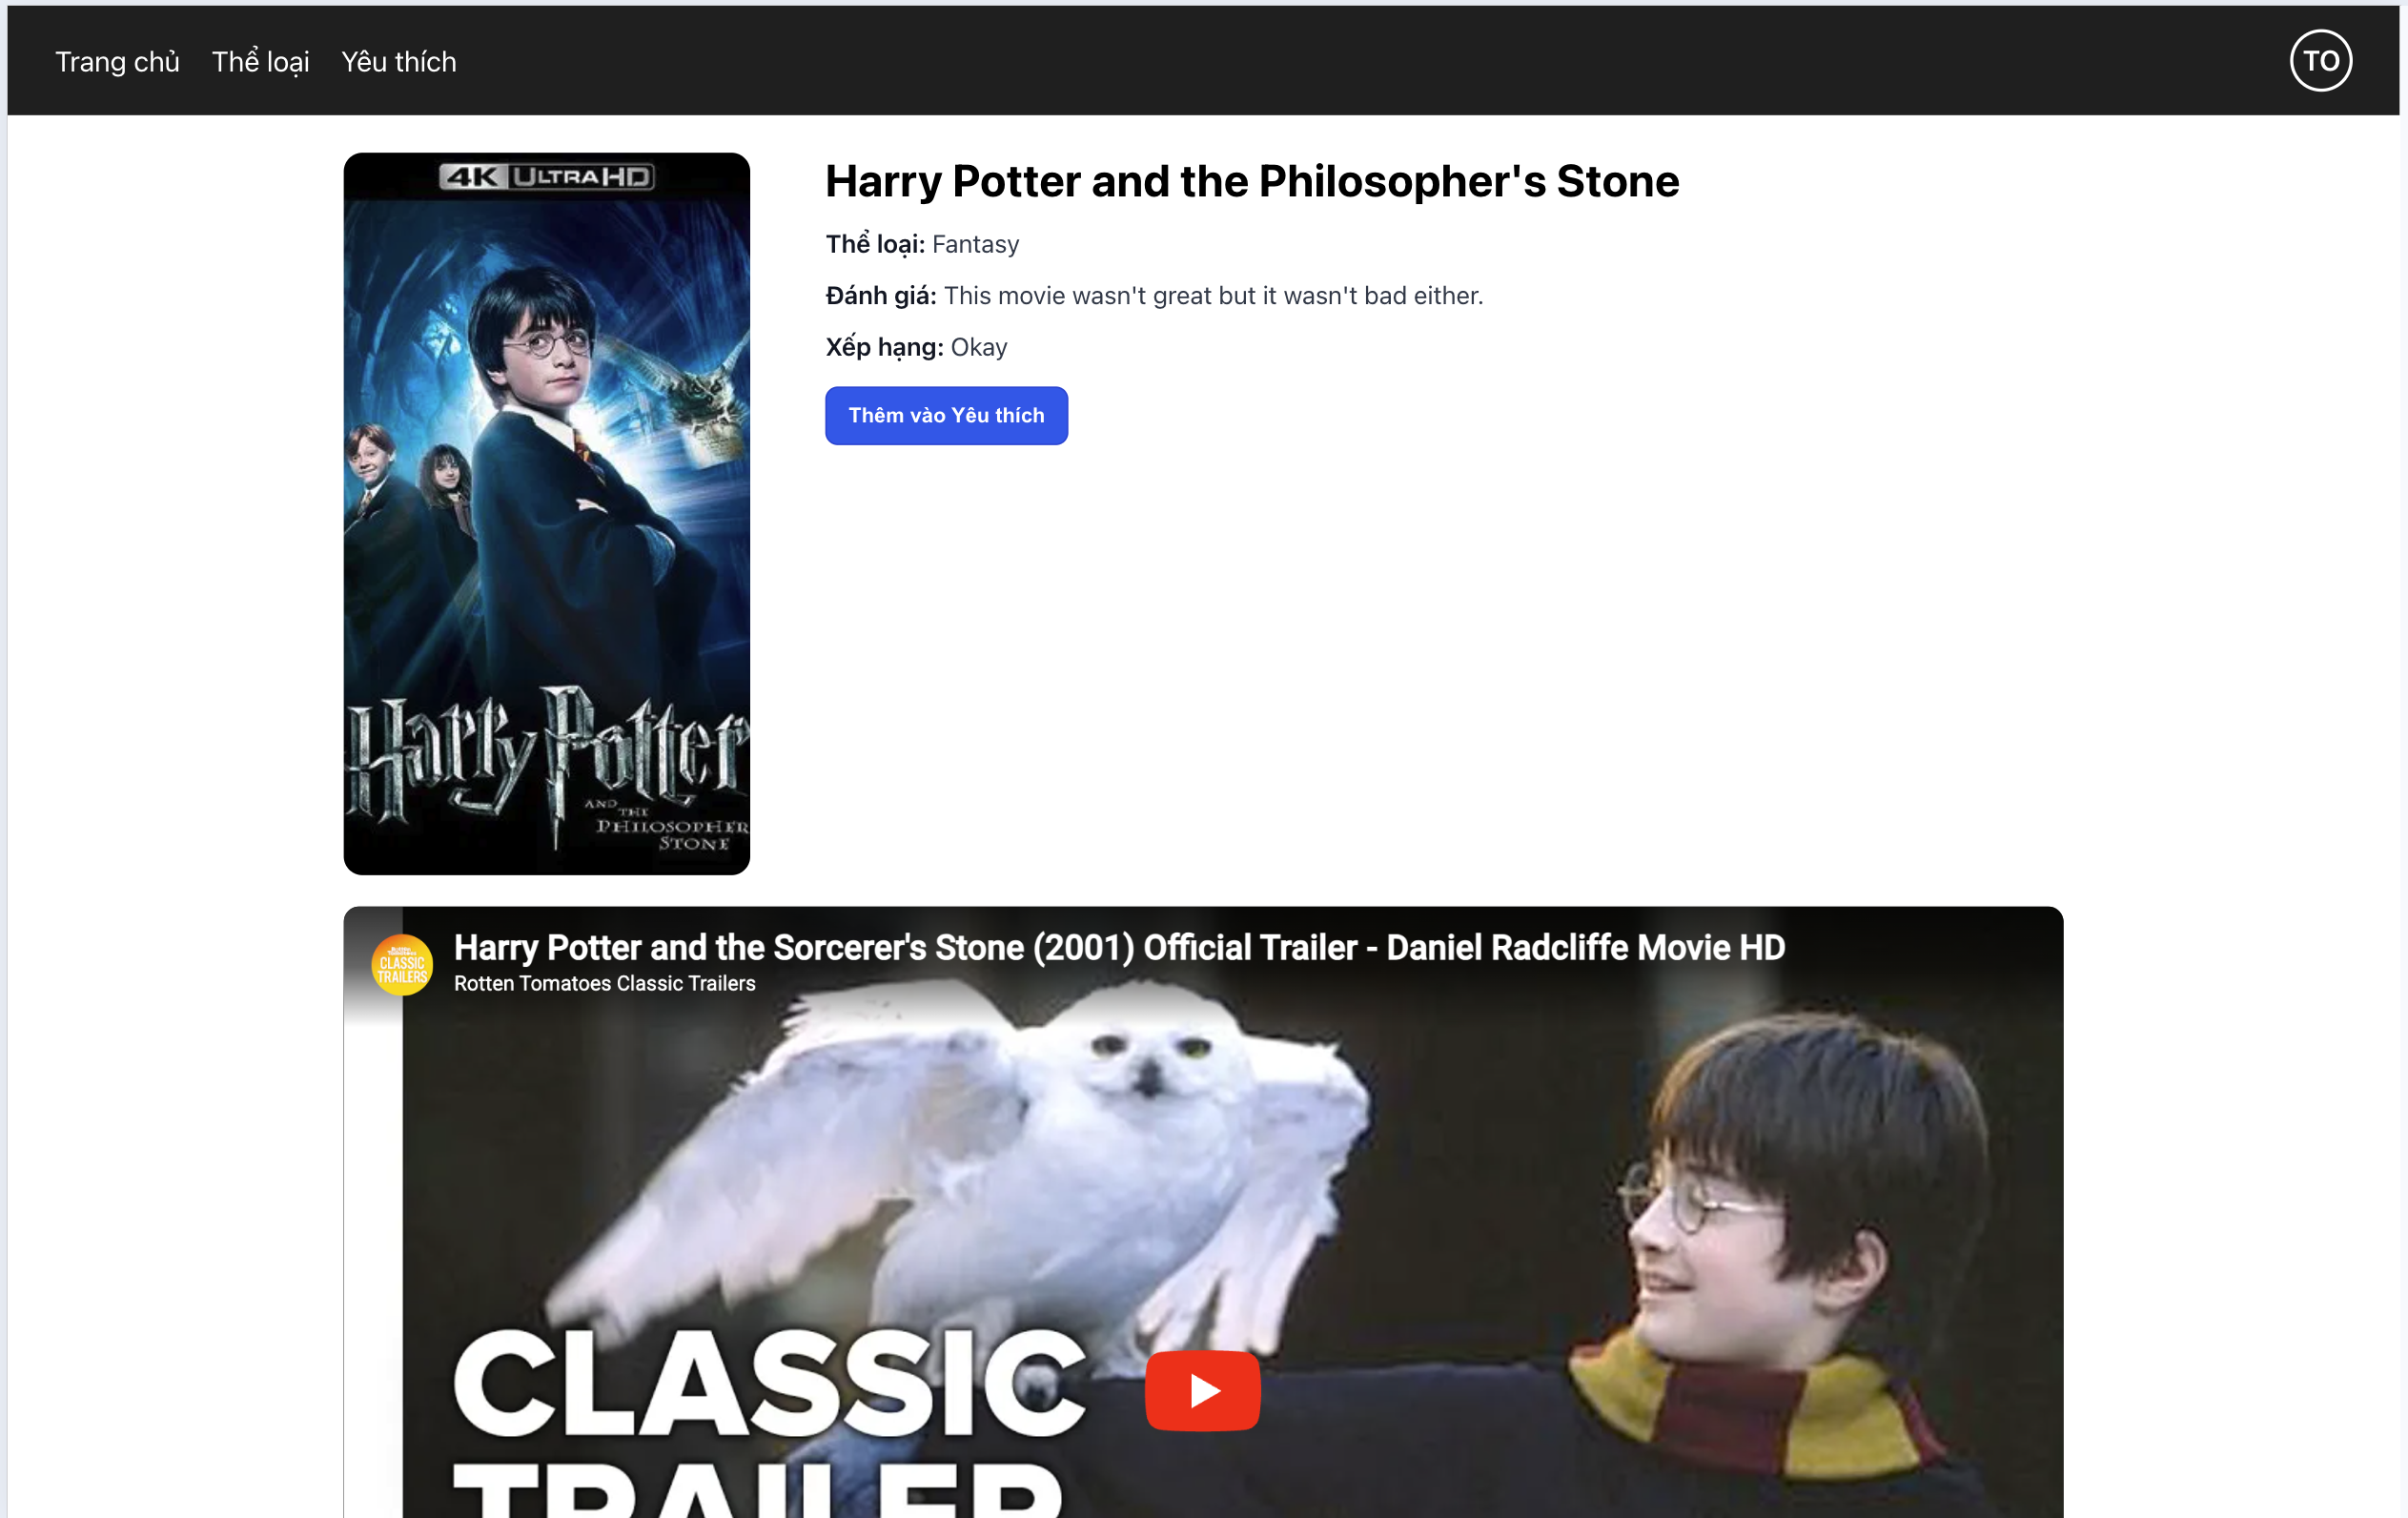 Trang chủ Thể loại Yêu thích TO
4K ULTRA HD
Harry Potter
AND
THE
PHILOSOPHER
STONE
Harry Potter and the Philosopher's Stone
Thể loại: Fantasy
Đánh giá: This movie wasn't great but it wasn't bad either.
Xếp hạng: Okay
Thêm vào Yêu thích
CLASSIC
TRAILERS
Harry Potter and the Sorcerer's Stone (2001) Official Trailer - Daniel Radcliffe Movie HD
Rotten Tomatoes Classic Trailers
CLASSIC
TRAILER